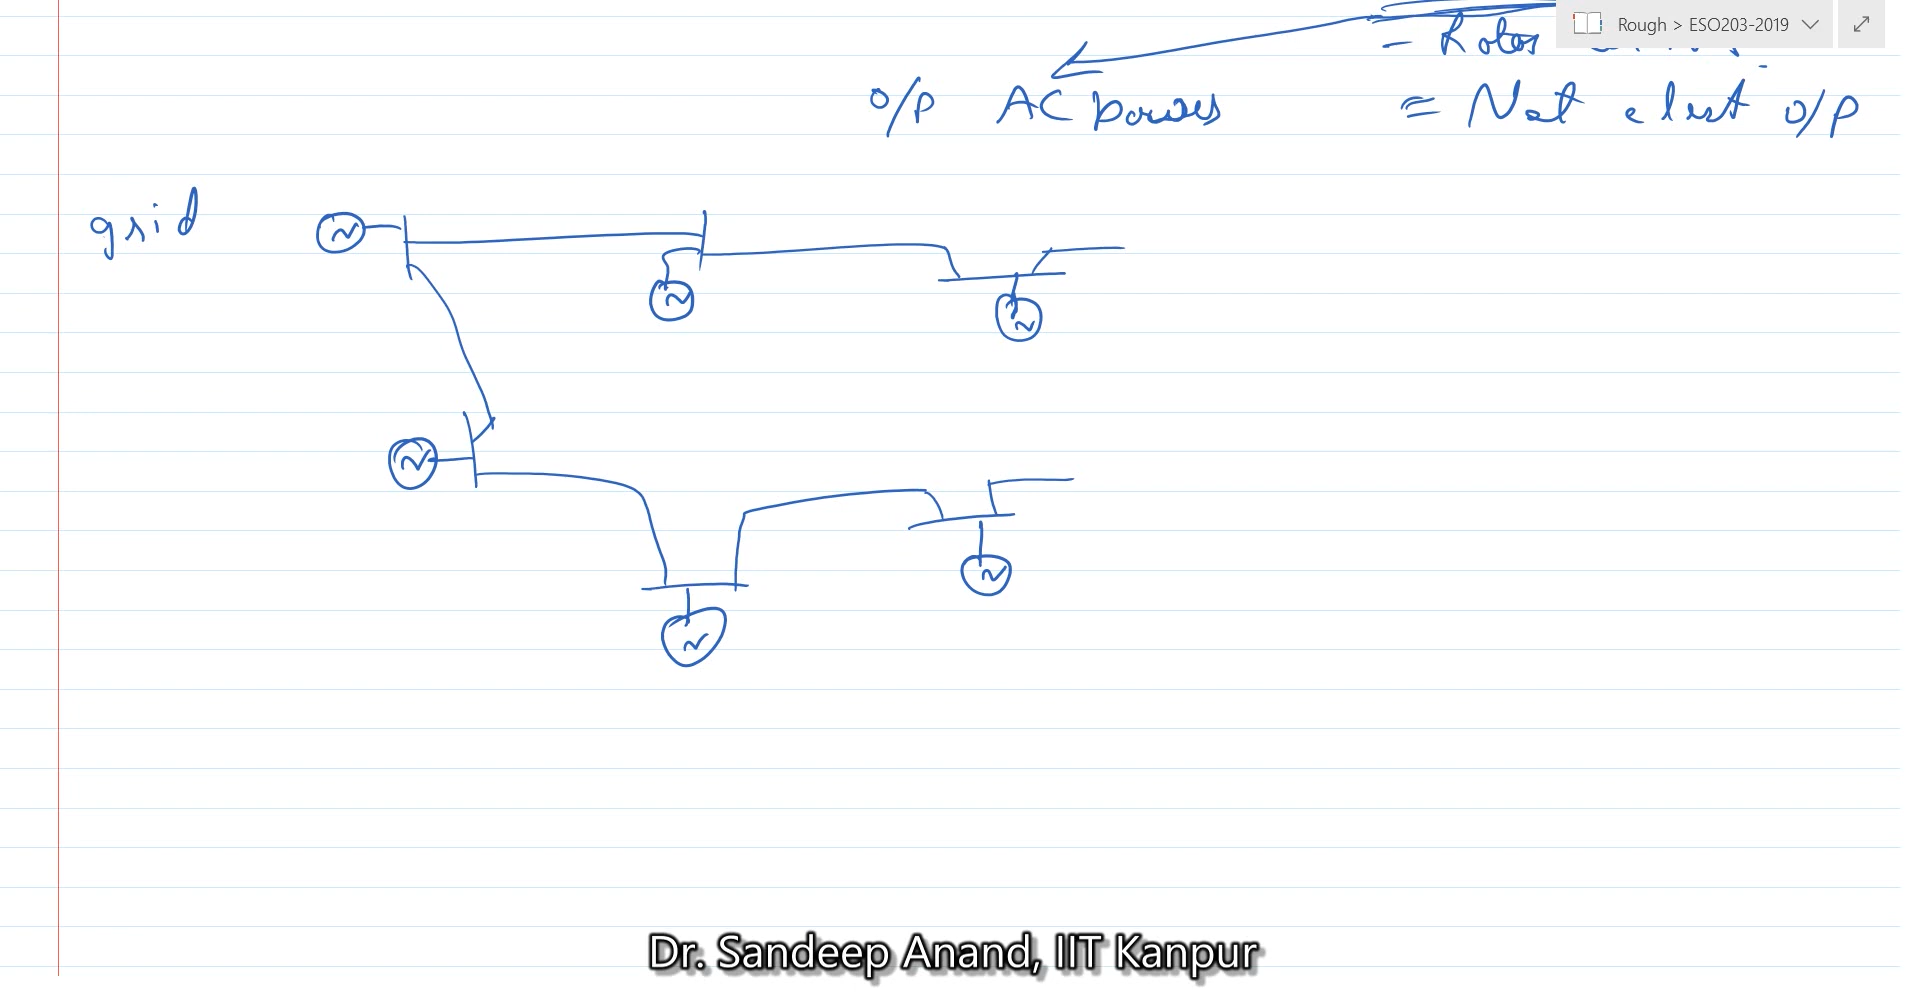 Rough > ESO203-2019
= Rotor
O/P AC power
= Net elect O/P
grid
Dr. Sandeep Anand, IIT Kanpur